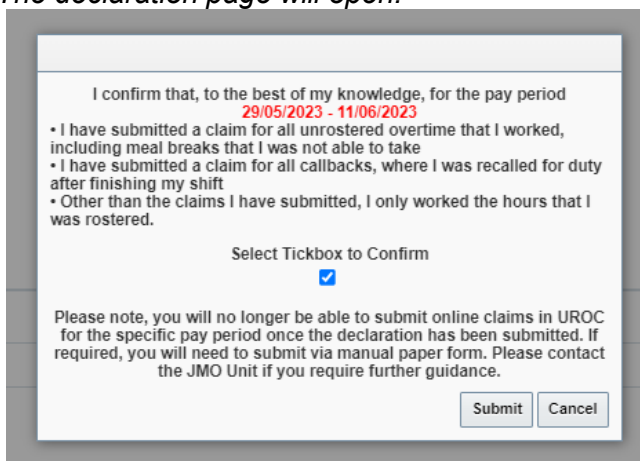 The declaration page will open.
I confirm that, to the best of my knowledge, for the pay period
29/05/2023 - 11/06/2023
• I have submitted a claim for all unrostered overtime that I worked,
including meal breaks that I was not able to take
• I have submitted a claim for all callbacks, where I was recalled for duty
after finishing my shift
• Other than the claims I have submitted, I only worked the hours that I
was rostered.
Select Tickbox to Confirm
Please note, you will no longer be able to submit online claims in UROC
for the specific pay period once the declaration has been submitted. If
required, you will need to submit via manual paper form. Please contact
the JMO Unit if you require further guidance.
Submit Cancel